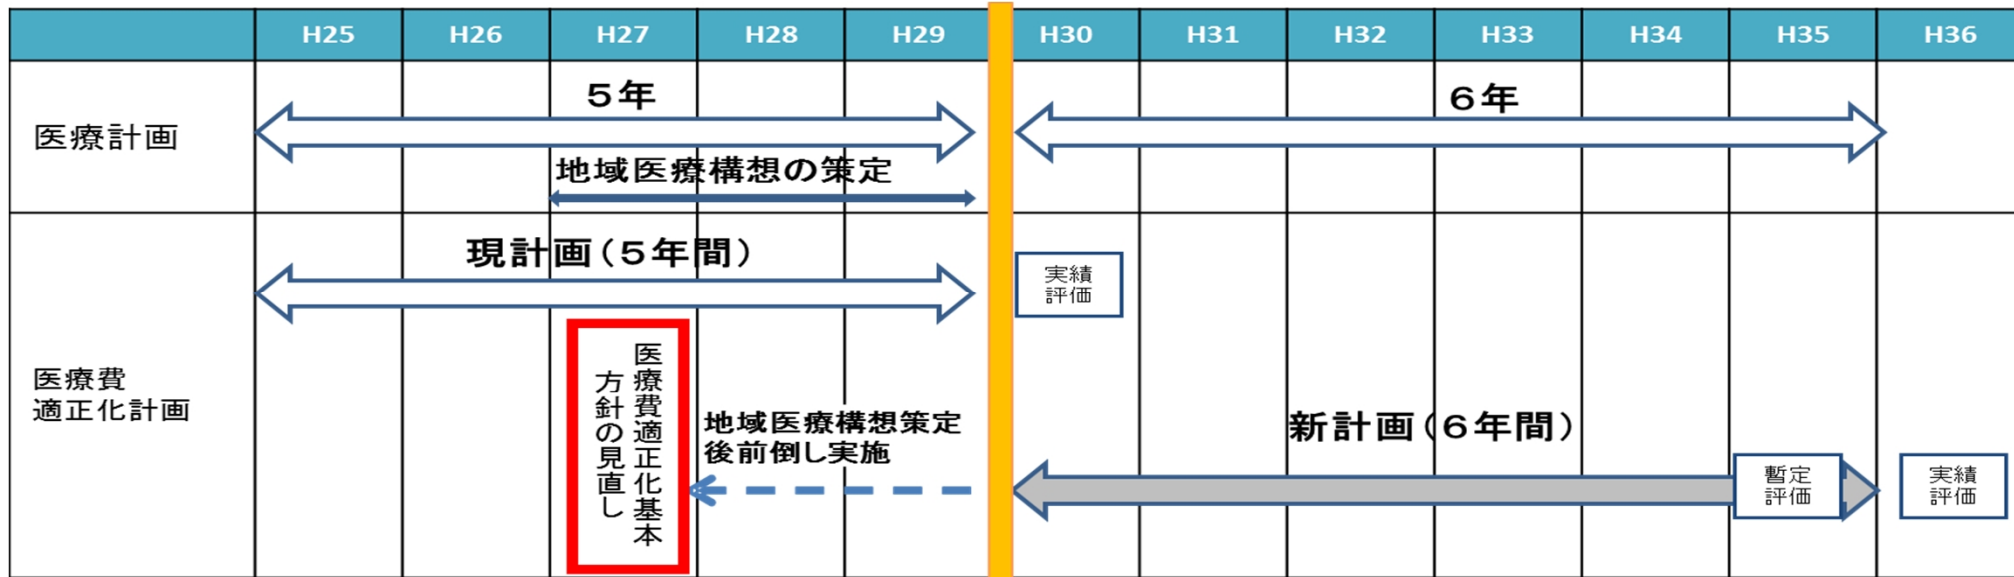 H25 H26 H27 H28 H29 H30 H31 H32 H33 H34 H35 H36
医療計画
５年
６年
地域医療構想の策定
医療費
適正化計画
現計画（５年間）
実績
評価
医療費適正化基本
方針の見直し
地域医療構想策定
後前倒し実施
新計画（６年間）
暫定
評価
実績
評価